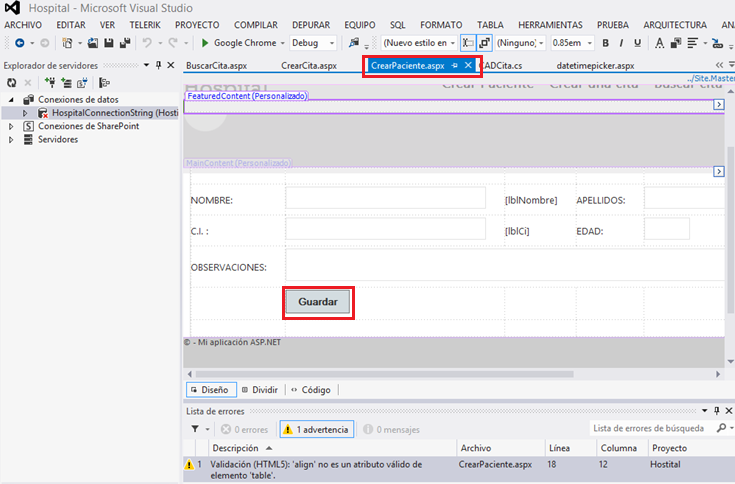 Hospital - Microsoft Visual Studio
ARCHIVO EDITAR VER TELERIK PROYECTO COMPILAR DEPURAR EQUIPO SQL FORMATO TABLA HERRAMIENTAS PRUEBA ARQUITECTURA
Google Chrome Debug (Nuevo estilo en (Ninguno) 0.85em B I U A
Explorador de servidores
BuscarCita.aspx CrearCita.aspx CrearPaciente.aspx CADCita.cs datetimepicker.aspx
../Site.Master
Conexiones de datos
HospitalConnectionString (Hosti
Conexiones de SharePoint
Servidores
Hospital Crear Paciente Crear una cita Buscar cita
FeaturedContent (Personalizado)
MainContent (Personalizado)
NOMBRE: [lblNombre] APELLIDOS:
C.I. : [lblCi] EDAD:
OBSERVACIONES:
Guardar
© - Mi aplicación ASP.NET
Diseño Dividir Código
Lista de errores
0 errores 1 advertencia 0 mensajes Lista de errores de búsqueda
Descripción Archivo Línea Columna Proyecto
1 Validación (HTML5): 'align' no es un atributo válido de elemento 'table'. CrearPaciente.aspx 18 12 Hostital